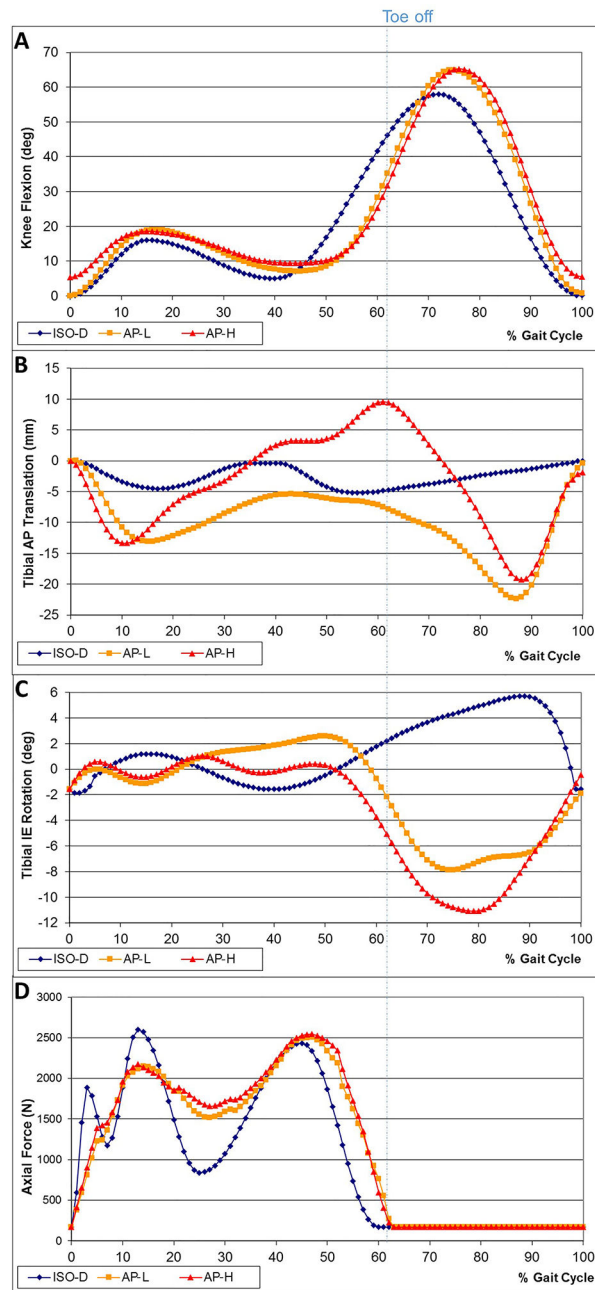 Toe off
A
70
60
50
40
30
20
10
0
Knee Flexion (deg)
0 10 20 30 40 50 60 70 80 90 100
ISO-D AP-L AP-H
% Gait Cycle
B
15
10
5
0
-5
-10
-15
-20
-25
Tibial AP Translation (mm)
0 10 20 30 40 50 60 70 80 90 100
ISO-D AP-L AP-H
% Gait Cycle
C
6
4
2
0
-2
-4
-6
-8
-10
-12
Tibial IE Rotation (deg)
0 10 20 30 40 50 60 70 80 90 100
% Gait Cycle
ISO-D AP-L AP-H
D
3000
2500
2000
1500
1000
500
0
Axial Force (N)
0 10 20 30 40 50 60 70 80 90 100
% Gait Cycle
ISO-D AP-L AP-H